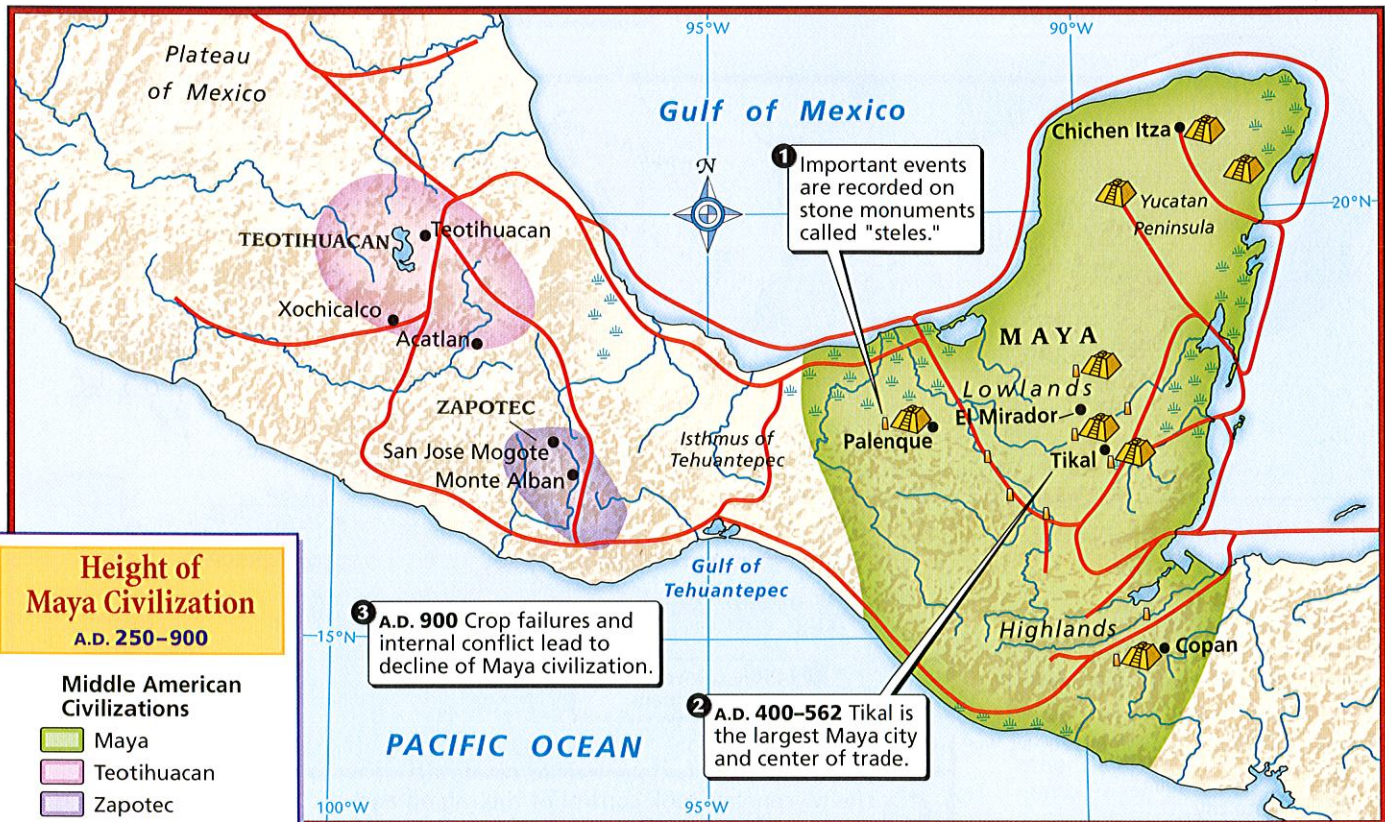 95°W
90°W
Plateau
of Mexico
Gulf of Mexico
N
❶ Important events
are recorded on
stone monuments
called "steles."
Chichen Itza
Yucatan
Peninsula
20°N
TEOTIHUACAN
Teotihuacan
Xochicalco
Acatlan
MAYA
Lowlands
El Mirador
ZAPOTEC
San Jose Mogote
Monte Alban
Isthmus of
Tehuantepec
Palenque
Tikal
Gulf of
Tehuantepec
Highlands
Copan
15°N
❸ A.D. 900 Crop failures and
internal conflict lead to
decline of Maya civilization.
❷ A.D. 400–562 Tikal is
the largest Maya city
and center of trade.
PACIFIC OCEAN
Height of
Maya Civilization
A.D. 250–900
Middle American
Civilizations
Maya
Teotihuacan
Zapotec
100°W
95°W